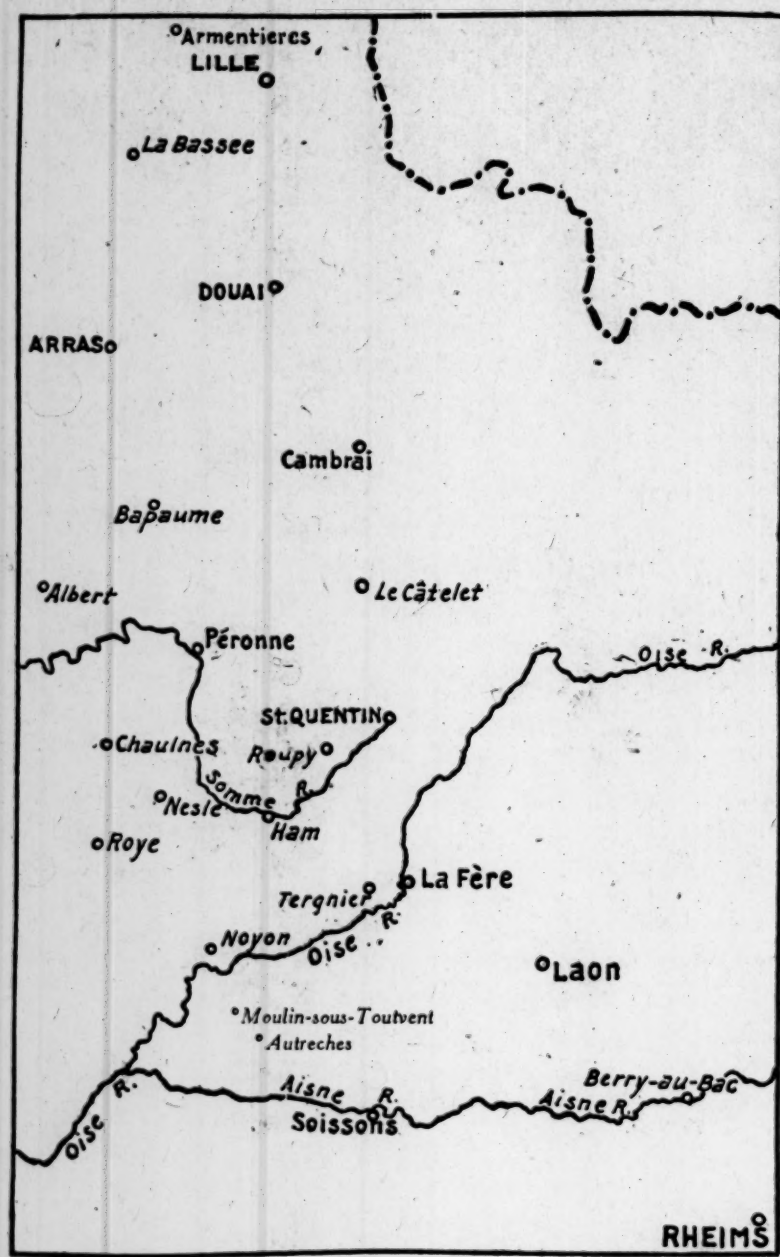 Armentieres
LILLE
La Bassee
DOUAI
ARRAS
Cambrai
Bapaume
Albert
Le Câtelet
Péronne
OISE R.
St. QUENTIN
Chaulnes
Roupy
Somme R.
Nesle
Ham
Roye
La Fère
Tergnier
Noyon
Oise R.
Laon
Moulin-sous-Toutvent
Autreches
Berry-au-Bac
Aisne R.
Aisne R.
Oise R.
Soissons
RHEIMS